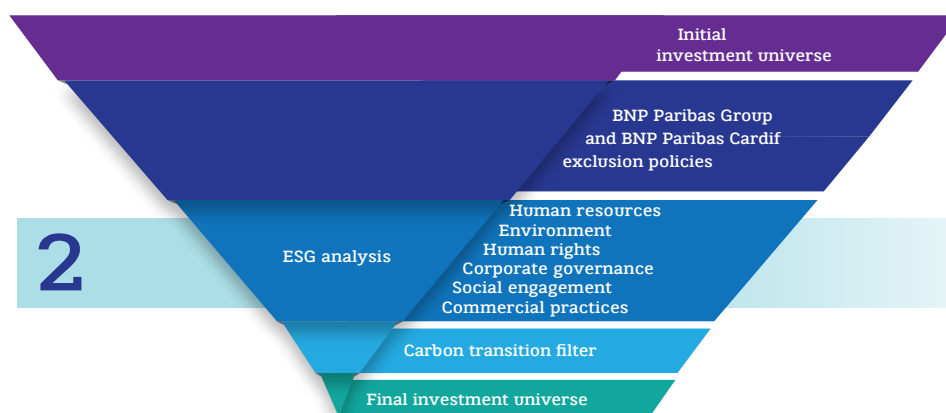 Initial
investment universe
BNP Paribas Group
and BNP Paribas Cardif
exclusion policies
2
ESG analysis
Human resources
Environment
Human rights
Corporate governance
Social engagement
Commercial practices
Carbon transition filter
Final investment universe